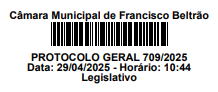 Câmara Municipal de Francisco Beltrão
PROTOCOLO GERAL 709/2025
Data: 29/04/2025 - Horário: 10:44
Legislativo